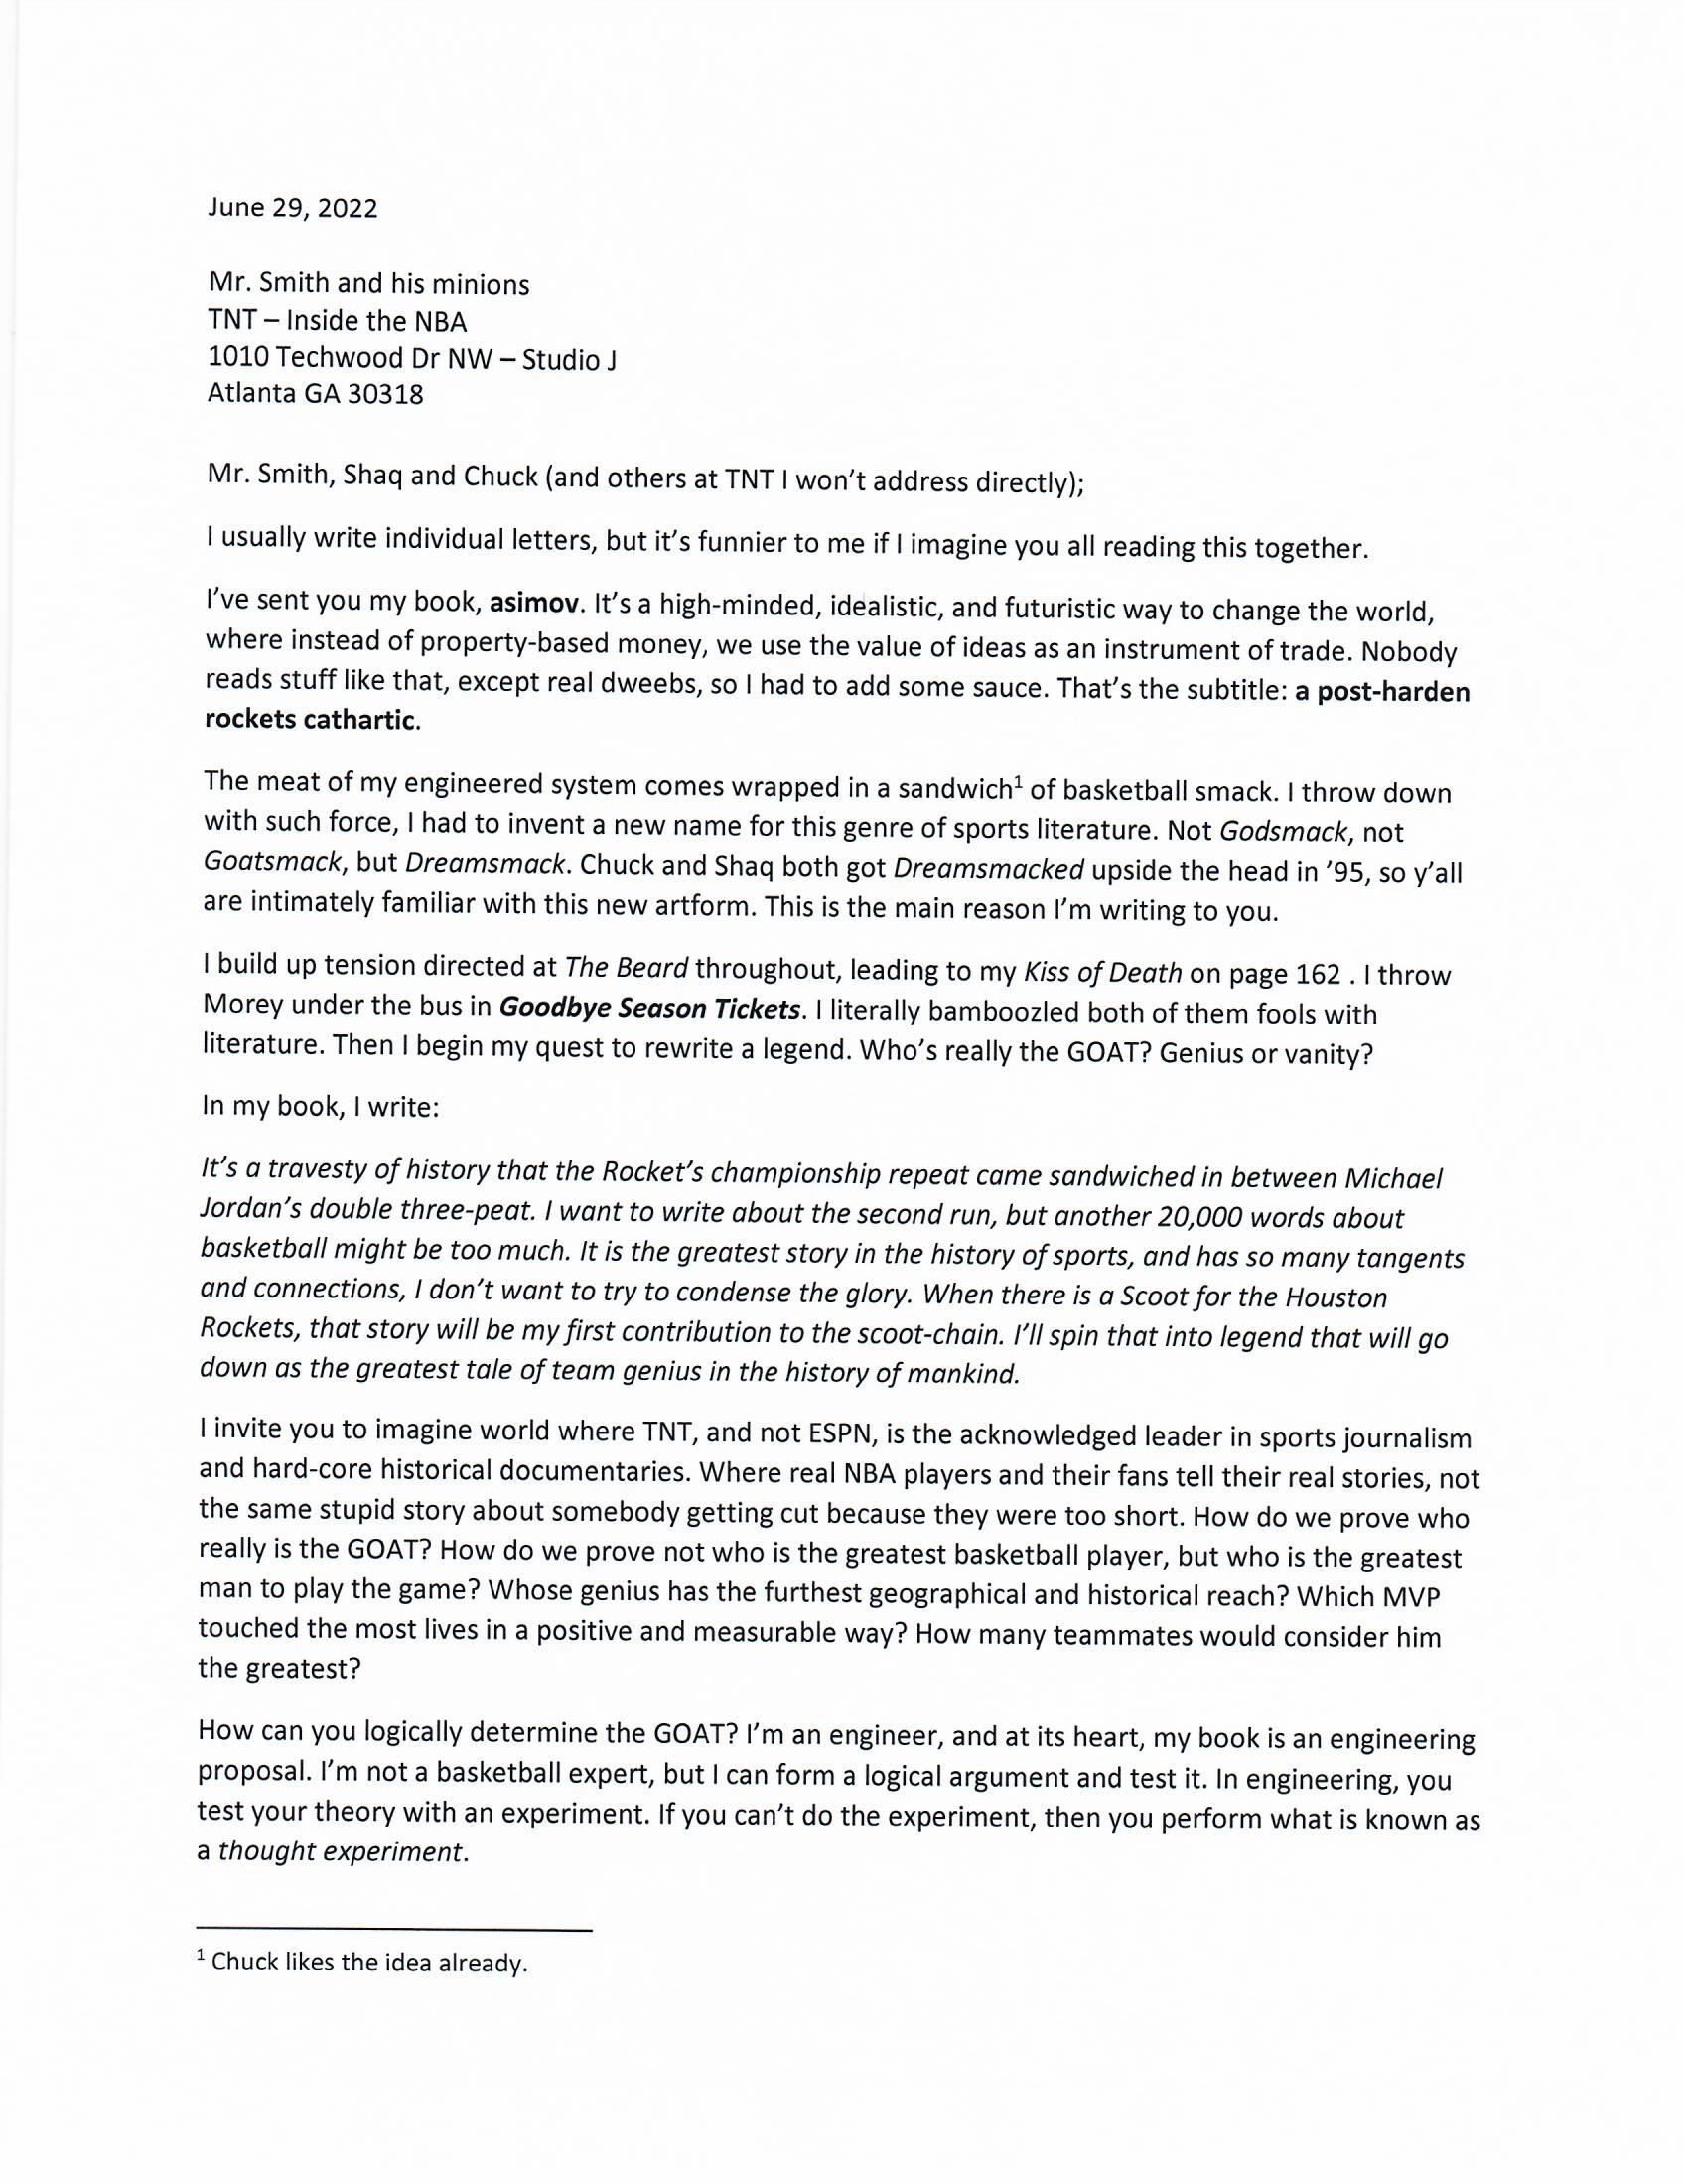 June 29, 2022
Mr. Smith and his minions
TNT – Inside the NBA
1010 Techwood Dr NW – Studio J
Atlanta GA 30318
Mr. Smith, Shaq and Chuck (and others at TNT I won't address directly);
I usually write individual letters, but it's funnier to me if I imagine you all reading this together.
I've sent you my book, asimov. It's a high-minded, idealistic, and futuristic way to change the world,
where instead of property-based money, we use the value of ideas as an instrument of trade. Nobody
reads stuff like that, except real dweebs, so I had to add some sauce. That's the subtitle: a post-harden
rockets cathartic.
The meat of my engineered system comes wrapped in a sandwich¹ of basketball smack. I throw down
with such force, I had to invent a new name for this genre of sports literature. Not Godsmack, not
Goatsmack, but Dreamsmack. Chuck and Shaq both got Dreamsmacked upside the head in '95, so y'all
are intimately familiar with this new artform. This is the main reason I'm writing to you.
I build up tension directed at The Beard throughout, leading to my Kiss of Death on page 162 . I throw
Morey under the bus in Goodbye Season Tickets. I literally bamboozled both of them fools with
literature. Then I begin my quest to rewrite a legend. Who's really the GOAT? Genius or vanity?
In my book, I write:
It's a travesty of history that the Rocket's championship repeat came sandwiched in between Michael
Jordan's double three-peat. I want to write about the second run, but another 20,000 words about
basketball might be too much. It is the greatest story in the history of sports, and has so many tangents
and connections, I don't want to try to condense the glory. When there is a Scoot for the Houston
Rockets, that story will be my first contribution to the scoot-chain. I'll spin that into legend that will go
down as the greatest tale of team genius in the history of mankind.
I invite you to imagine world where TNT, and not ESPN, is the acknowledged leader in sports journalism
and hard-core historical documentaries. Where real NBA players and their fans tell their real stories, not
the same stupid story about somebody getting cut because they were too short. How do we prove who
really is the GOAT? How do we prove not who is the greatest basketball player, but who is the greatest
man to play the game? Whose genius has the furthest geographical and historical reach? Which MVP
touched the most lives in a positive and measurable way? How many teammates would consider him
the greatest?
How can you logically determine the GOAT? I'm an engineer, and at its heart, my book is an engineering
proposal. I'm not a basketball expert, but I can form a logical argument and test it. In engineering, you
test your theory with an experiment. If you can't do the experiment, then you perform what is known as
a thought experiment.
¹ Chuck likes the idea already.